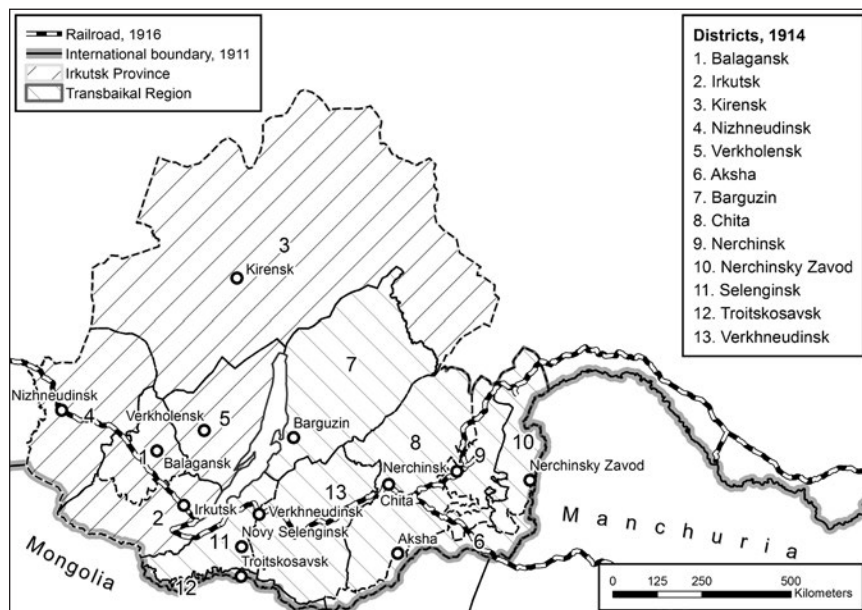 Railroad, 1916
International boundary, 1911
Irkutsk Province
Transbaikal Region
Districts, 1914
1. Balagansk
2. Irkutsk
3. Kirensk
4. Nizhneudinsk
5. Verkholensk
6. Aksha
7. Barguzin
8. Chita
9. Nerchinsk
10. Nerchinsky Zavod
11. Selenginsk
12. Troitskosavsk
13. Verkhneudinsk
3
Kirensk
7
Nizhneudinsk
4
Verkholensk
5
Barguzin
1
Balagansk
8
9
10
Nerchinsk
Nerchinsky Zavod
13
Chita
2
Irkutsk
Verkhneudinsk
Novy Selenginsk
11
Aksha
6
Troitskosavsk
12
Mongolia
Manchuria
0 125 250 500
Kilometers